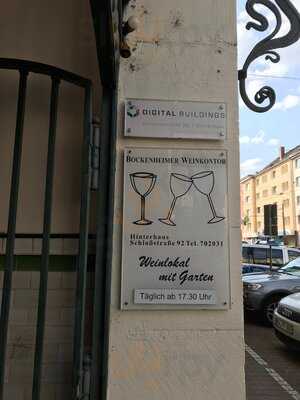 DIGITAL BUILDINGS
BOCKENHEIMER WEINKONTOR
Hinterhaus
Schloßstraße 92 Tel. 702031
Weinlokal
mit Garten
Täglich ab 17.30 Uhr